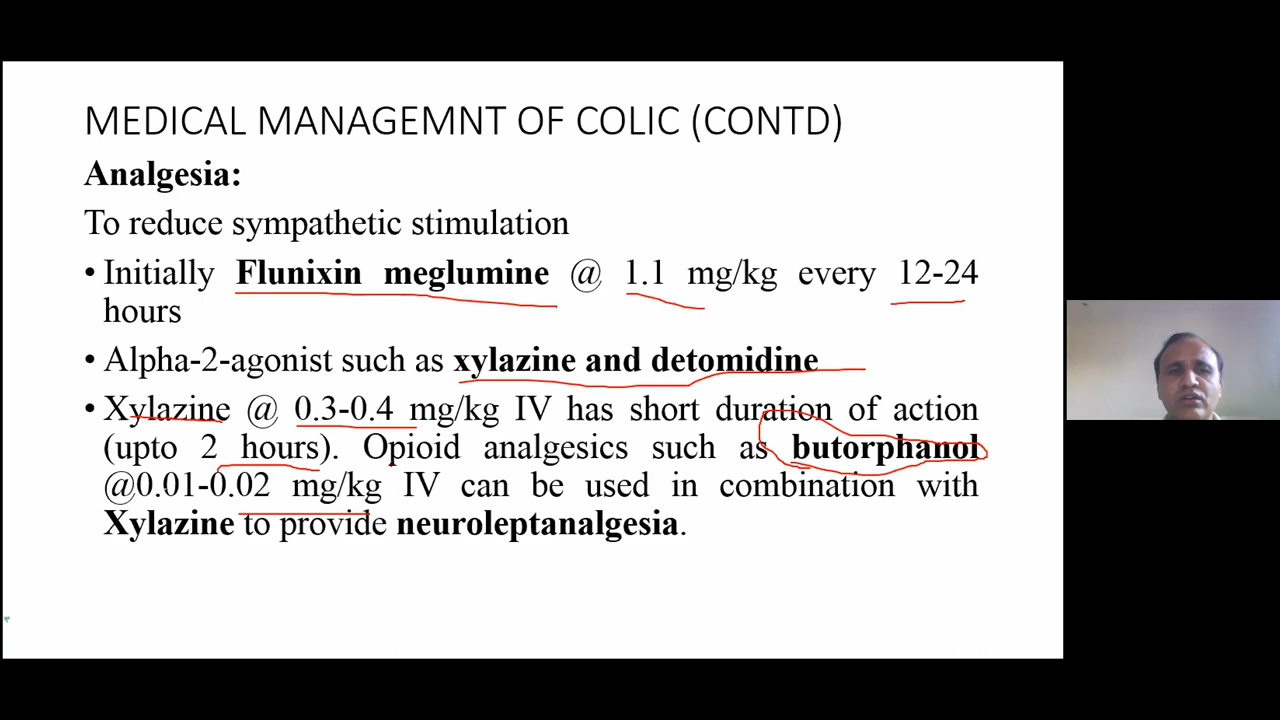 MEDICAL MANAGEMNT OF COLIC (CONTD)
Analgesia:
To reduce sympathetic stimulation
• Initially Flunixin meglumine @ 1.1 mg/kg every 12-24
hours
• Alpha-2-agonist such as xylazine and detomidine
• Xylazine @ 0.3-0.4 mg/kg IV has short duration of action
(upto 2 hours). Opioid analgesics such as butorphanol
@0.01-0.02 mg/kg IV can be used in combination with
Xylazine to provide neuroleptanalgesia.